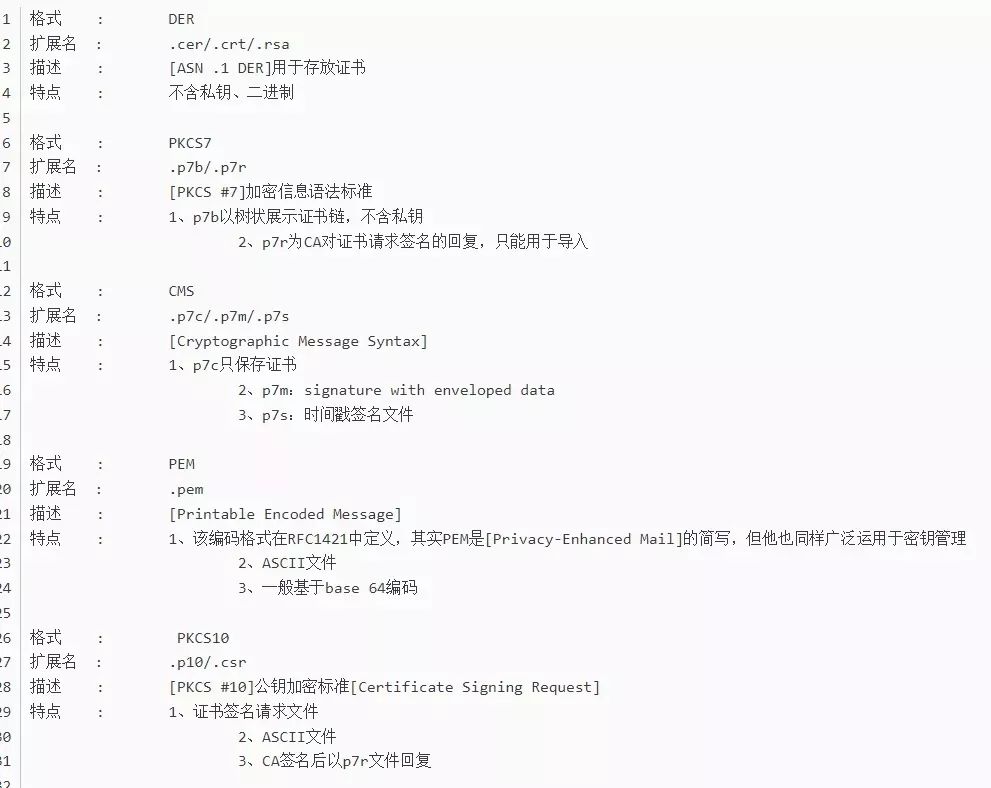 1 格式 : DER
2 扩展名 : .cer/.crt/.rsa
3 描述 : [ASN .1 DER]用于存放证书
4 特点 : 不含私钥、二进制
5
6 格式 : PKCS7
7 扩展名 : .p7b/.p7r
8 描述 : [PKCS #7]加密信息语法标准
9 特点 : 1、p7b以树状展示证书链，不含私钥
10 2、p7r为CA对证书请求签名的回复，只能用于导入
11
12 格式 : CMS
13 扩展名 : .p7c/.p7m/.p7s
14 描述 : [Cryptographic Message Syntax]
15 特点 : 1、p7c只保存证书
16 2、p7m：signature with enveloped data
17 3、p7s：时间戳签名文件
18
19 格式 : PEM
20 扩展名 : .pem
21 描述 : [Printable Encoded Message]
22 特点 : 1、该编码格式在RFC1421中定义，其实PEM是[Privacy-Enhanced Mail]的简写，但他也同样广泛运用于密钥管理
23 2、ASCII文件
24 3、一般基于base 64编码
25
26 格式 : PKCS10
27 扩展名 : .p10/.csr
28 描述 : [PKCS #10]公钥加密标准[Certificate Signing Request]
29 特点 : 1、证书签名请求文件
30 2、ASCII文件
31 3、CA签名后以p7r文件回复
32